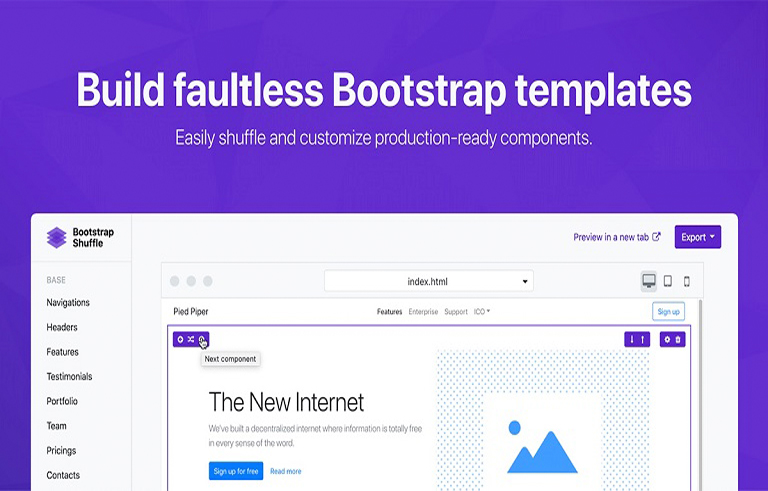 Build faultless Bootstrap templates
Easily shuffle and customize production-ready components.
Bootstrap
Shuffle
Preview in a new tab
Export
BASE
Navigations
Headers
Features
Testimonials
Portfolio
Team
Pricings
Contacts
index.html
Pied Piper
Features Enterprise Support ICO
Sign up
Next component
The New Internet
We've built a decentralized internet where information is totally free
in every sense of the word.
Sign up for free
Read more